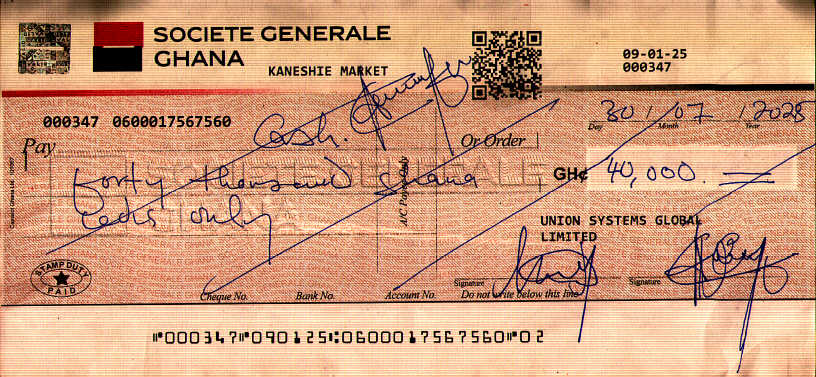 SOCIETE GENERALE
GHANA
KANESHIE MARKET
09-01-25
000347
000347 0600017567560
30 / 07 / 2025
Day Month Year
Pay Cash. Or Order
forty thousand Ghana GH¢ 40,000.
cedis only
A/C Payee Only
UNION SYSTEMS GLOBAL
LIMITED
STAMP DUTY
PAID
Signature Signature
Cheque No. Bank No. Account No. Do not write below this line
⑈000347⑈090125⑆0600017567560⑈02